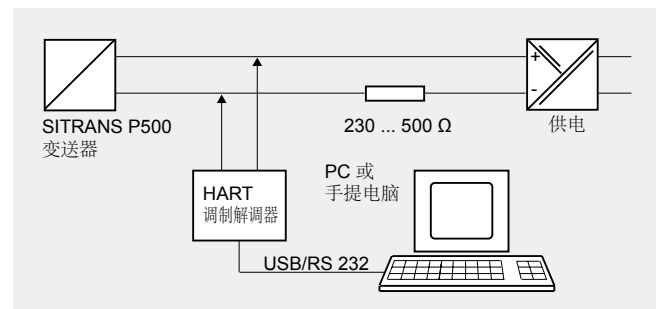 +
-
SITRANS P500
变送器
230 ... 500 Ω
供电
HART
调制解调器
PC 或
手提电脑
USB/RS 232